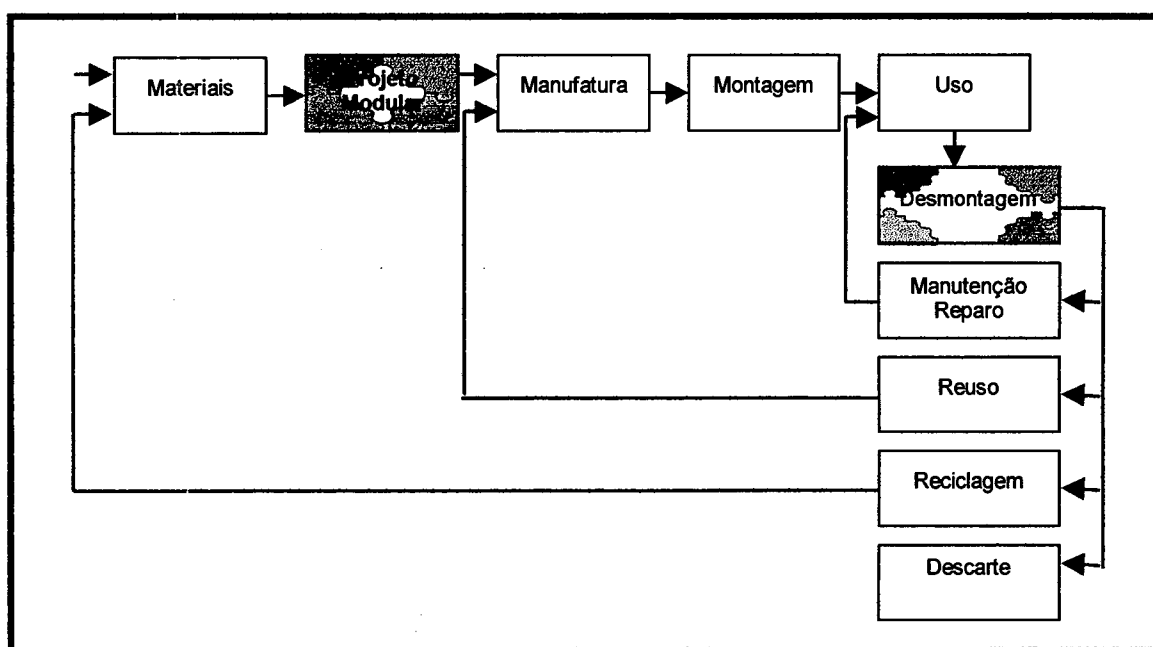 Materiais
Projeto
Modular
Manufatura
Montagem
Uso
Desmontagem
Manutenção
Reparo
Reuso
Reciclagem
Descarte